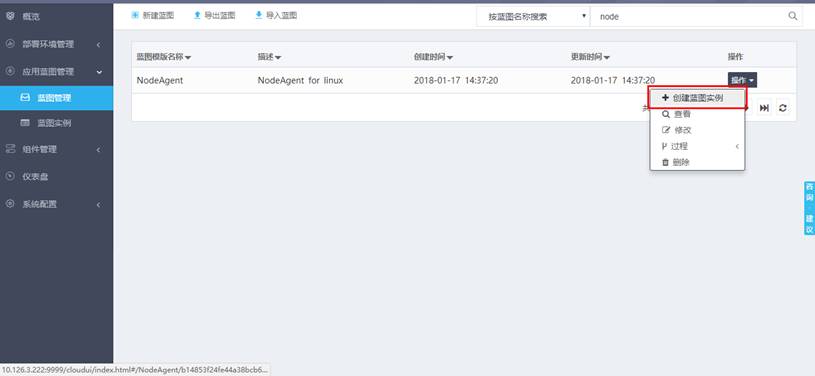 概览
部署环境管理
应用蓝图管理
蓝图管理
蓝图实例
组件管理
仪表盘
系统配置
新建蓝图 导出蓝图 导入蓝图 按蓝图名称搜索 node
蓝图模版名称 描述 创建时间 更新时间 操作
NodeAgent NodeAgent for linux 2018-01-17 14:37:20 2018-01-17 14:37:20 操作
共
创建蓝图实例
查看
修改
过程
删除
咨询·建议
10.126.3.222:9999/cloudui/index.html#/NodeAgent/b14853f24fe44a38bcb6...